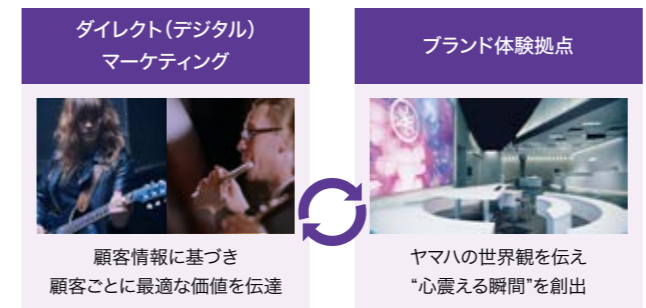 ダイレクト（デジタル）
マーケティング
顧客情報に基づき
顧客ごとに最適な価値を伝達
ブランド体験拠点
ヤマハの世界観を伝え
“心震える瞬間”を創出